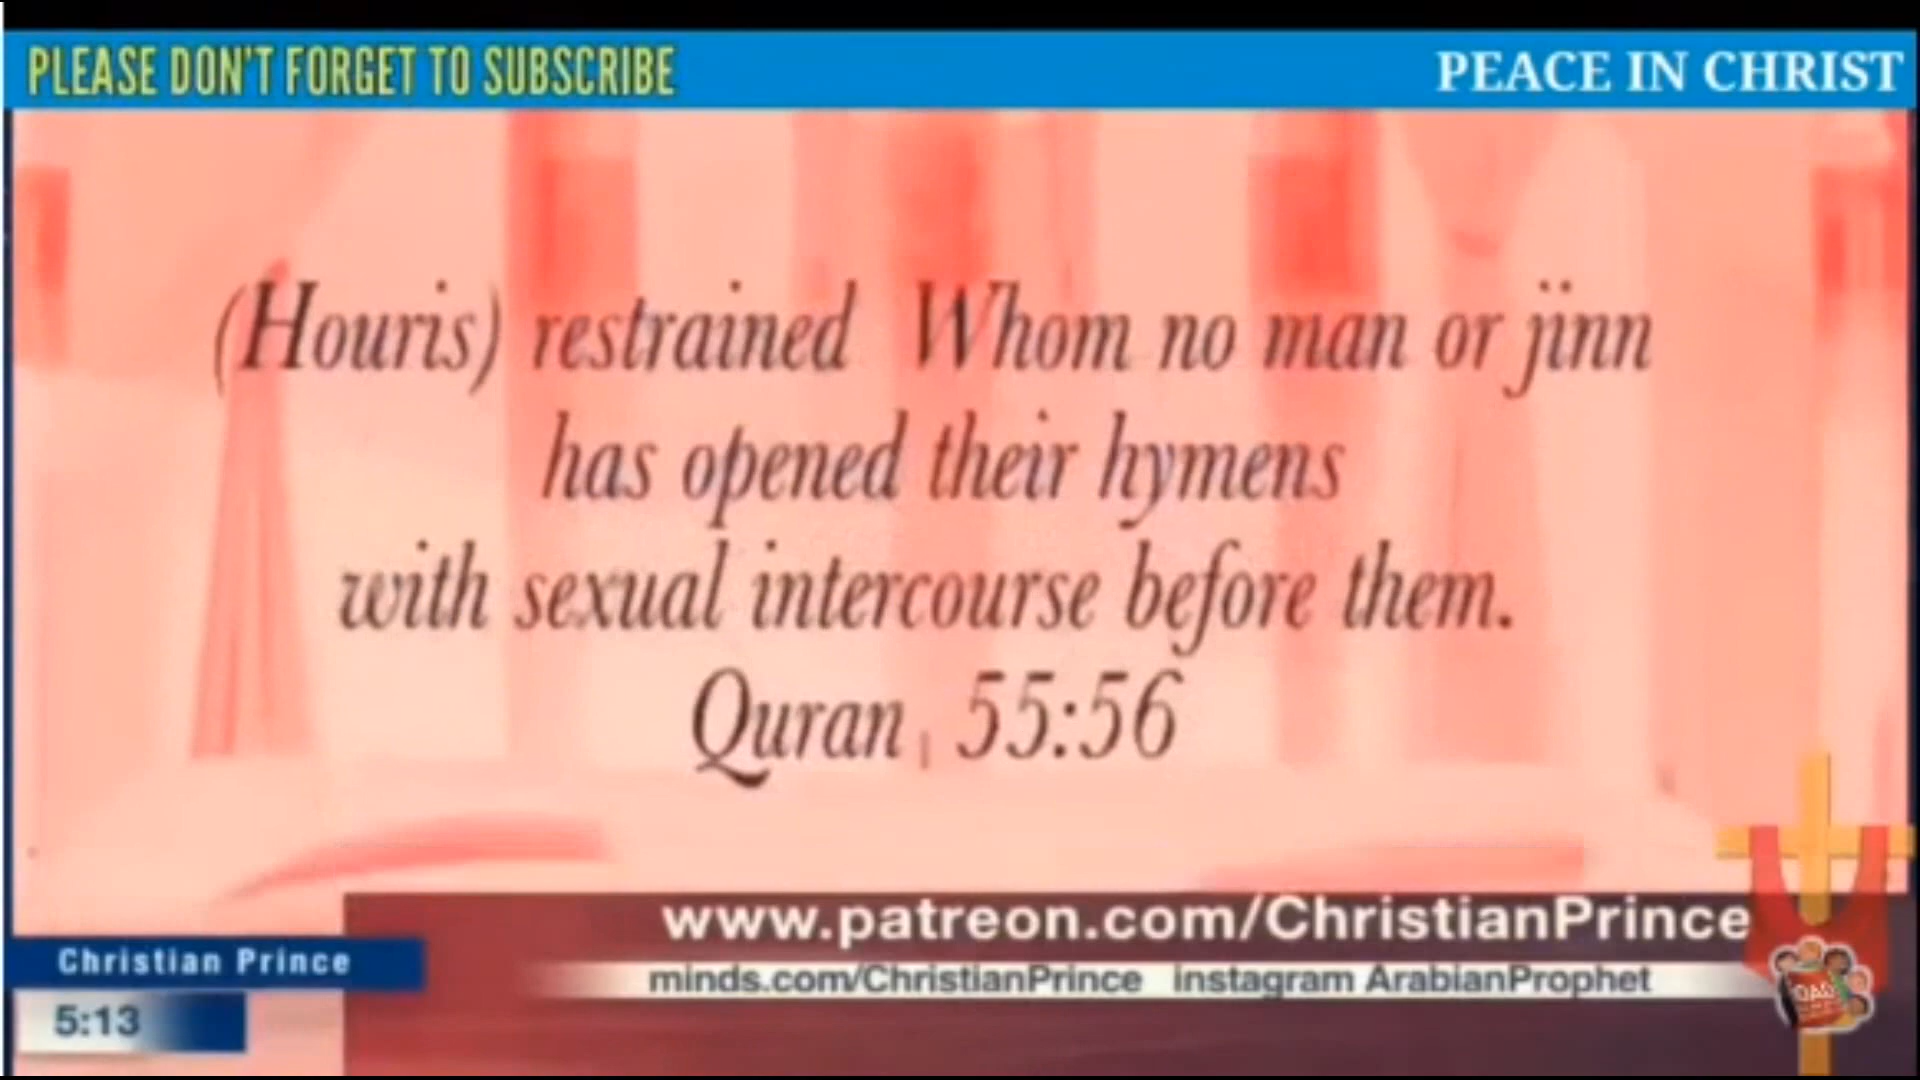 PLEASE DON'T FORGET TO SUBSCRIBE
PEACE IN CHRIST
(Houris) restrained Whom no man or jinn
has opened their hymens
with sexual intercourse before them.
Quran 55:56
www.patreon.com/ChristianPrince
Christian Prince
minds.com/ChristianPrince instagram ArabianProphet
5:13